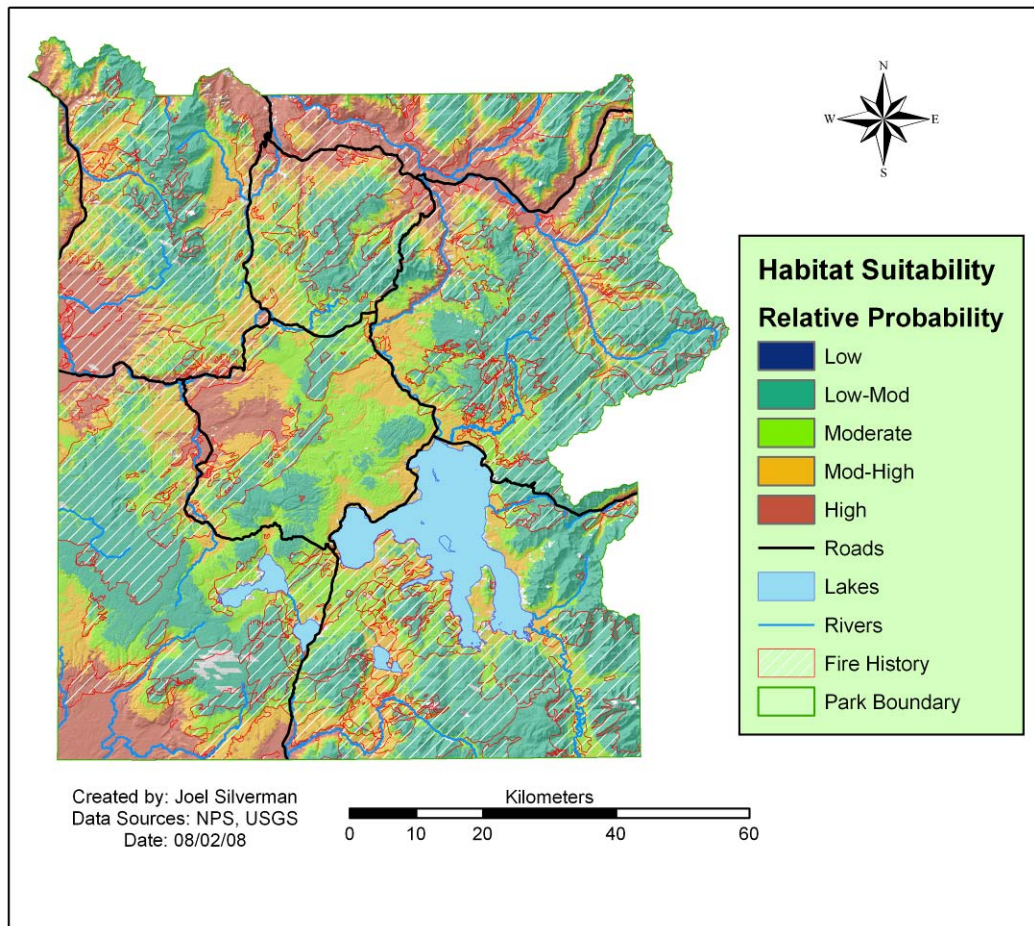 N
W E
S
Habitat Suitability
Relative Probability
Low
Low-Mod
Moderate
Mod-High
High
Roads
Lakes
Rivers
Fire History
Park Boundary
Created by: Joel Silverman
Data Sources: NPS, USGS
Date: 08/02/08
Kilometers
0 10 20 40 60